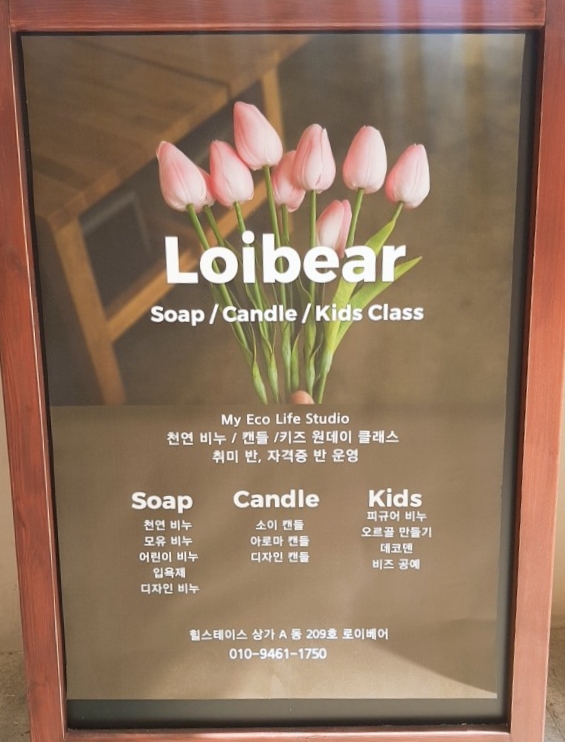 Loibear
Soap / Candle / Kids Class
My Eco Life Studio
천연 비누 / 캔들 /키즈 원데이 클래스
취미 반, 자격증 반 운영
Soap
천연 비누
모유 비누
어린이 비누
입욕제
디자인 비누
Candle
소이 캔들
아로마 캔들
디자인 캔들
Kids
피규어 비누
오르골 만들기
데코덴
비즈 공예
힐스테이스 상가 A 동 209호 로이베어
010-9461-1750